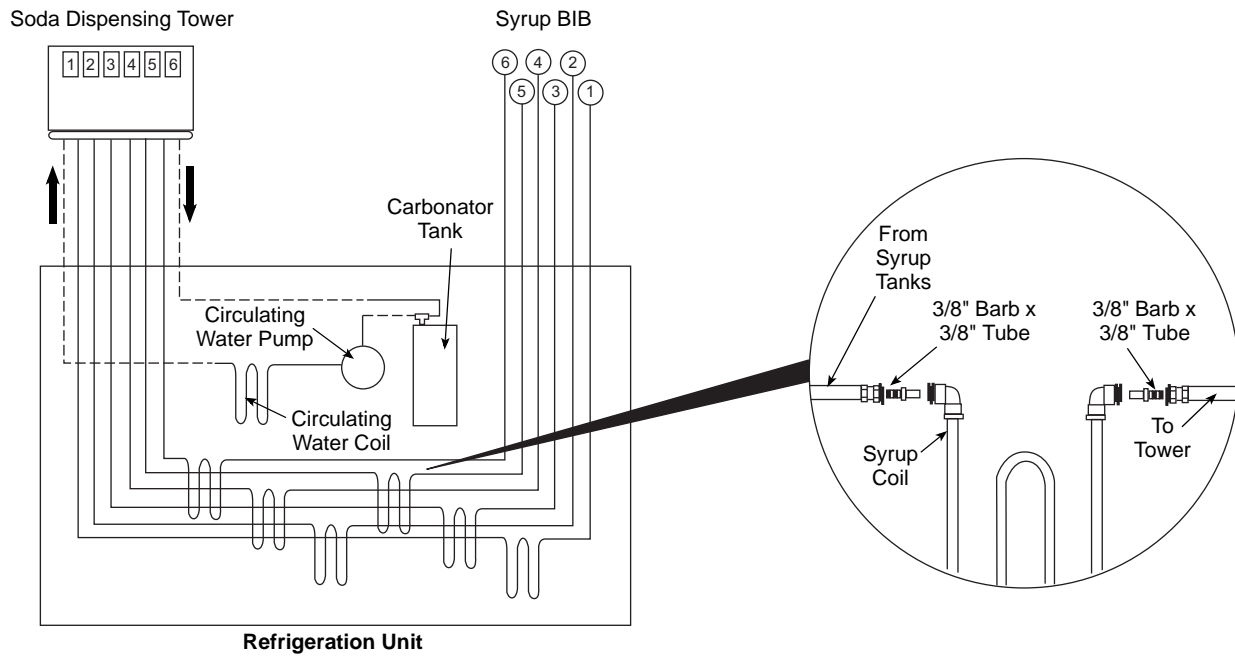 Soda Dispensing Tower
1 2 3 4 5 6
Syrup BIB
6 4 2
5 3 1
Carbonator
Tank
Circulating
Water Pump
Circulating
Water Coil
Refrigeration Unit
From
Syrup
Tanks
3/8" Barb x
3/8" Tube
3/8" Barb x
3/8" Tube
Syrup
Coil
To
Tower